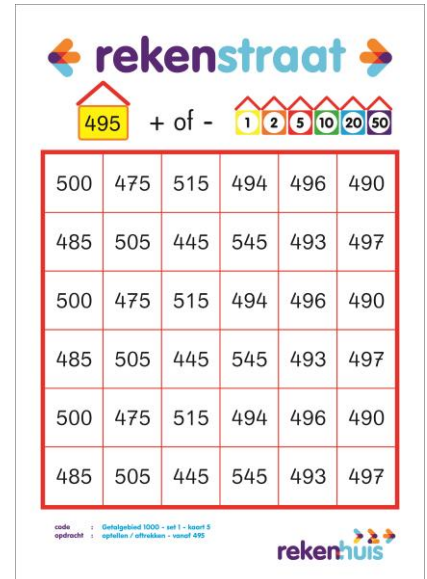 rekenstraat
495 + of - 1 2 5 10 20 50
500 475 515 494 496 490
485 505 445 545 493 497
500 475 515 494 496 490
485 505 445 545 493 497
500 475 515 494 496 490
485 505 445 545 493 497
code : Getalgebied 1000 - set 1 - kaart 5
opdracht : optellen / aftrekken - vanaf 495
rekenhuis